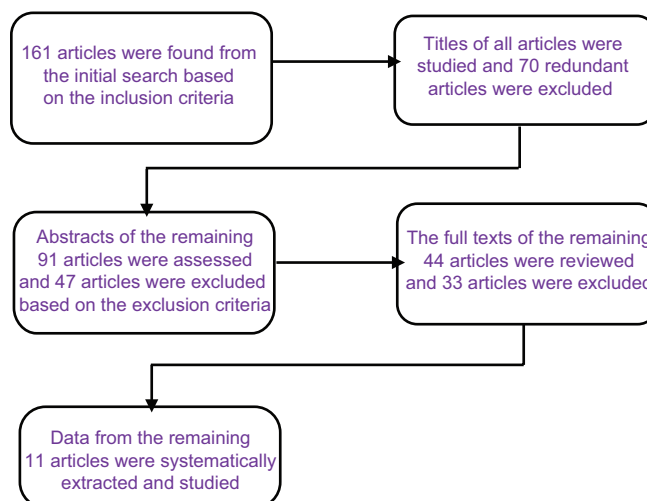 161 articles were found from
the initial search based
on the inclusion criteria
Titles of all articles were
studied and 70 redundant
articles were excluded
Abstracts of the remaining
91 articles were assessed
and 47 articles were excluded
based on the exclusion criteria
The full texts of the remaining
44 articles were reviewed
and 33 articles were excluded
Data from the remaining
11 articles were systematically
extracted and studied